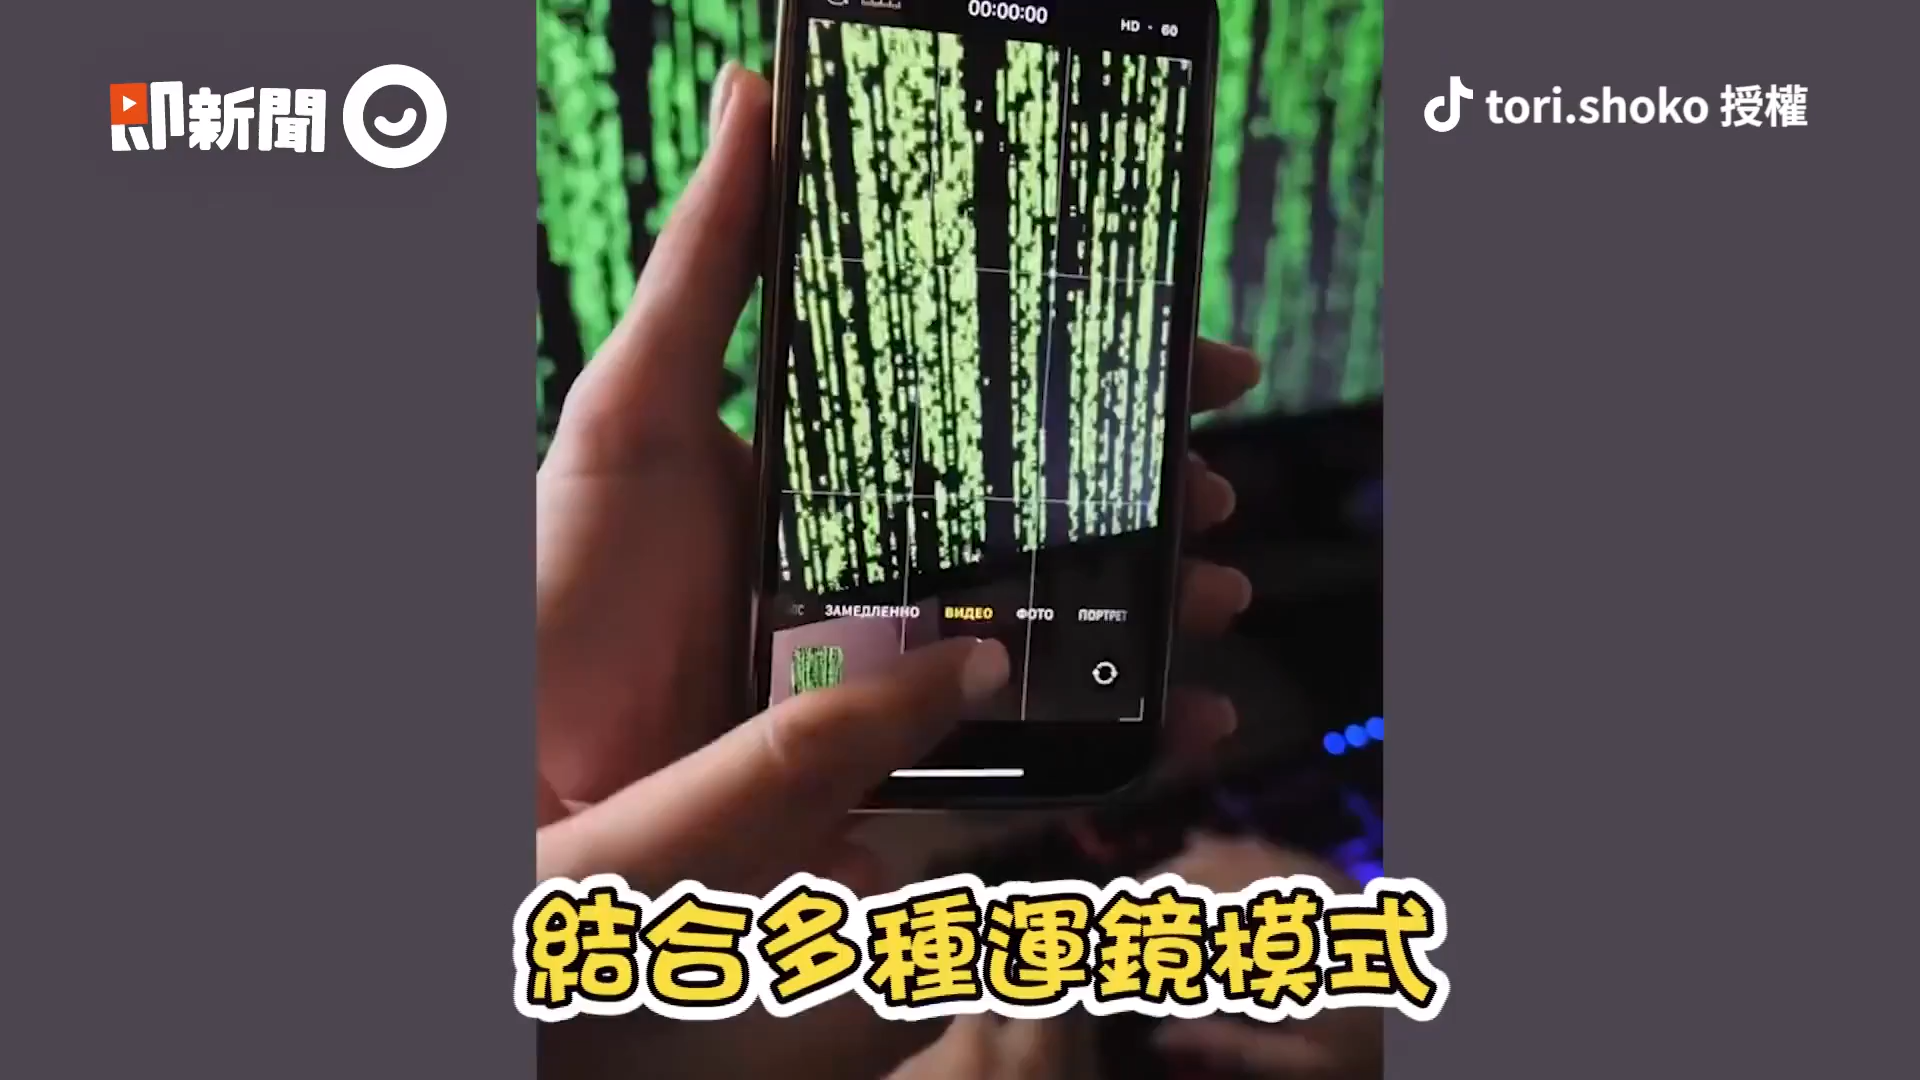 即新聞
tori.shoko 授權
00:00:00
HD · 60
ЗАМЕДЛЕННО ВИДЕО ФОТО ПОРТРЕТ
結合多種運鏡模式